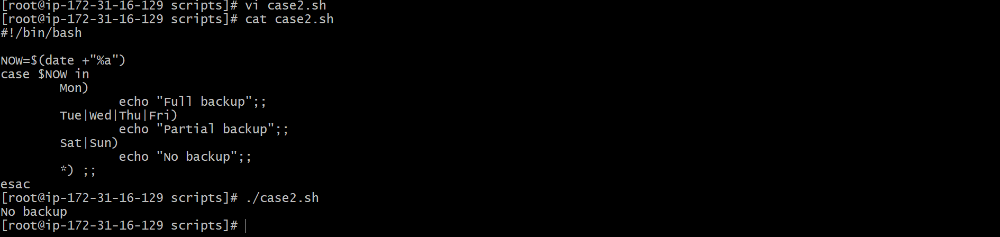 [root@ip-172-31-16-129 scripts]# vi case2.sh
[root@ip-172-31-16-129 scripts]# cat case2.sh
#!/bin/bash

NOW=$(date +"%a")
case $NOW in
        Mon)
                echo "Full backup";;
        Tue|Wed|Thu|Fri)
                echo "Partial backup";;
        Sat|Sun)
                echo "No backup";;
        *) ;;
esac
[root@ip-172-31-16-129 scripts]# ./case2.sh
No backup
[root@ip-172-31-16-129 scripts]#